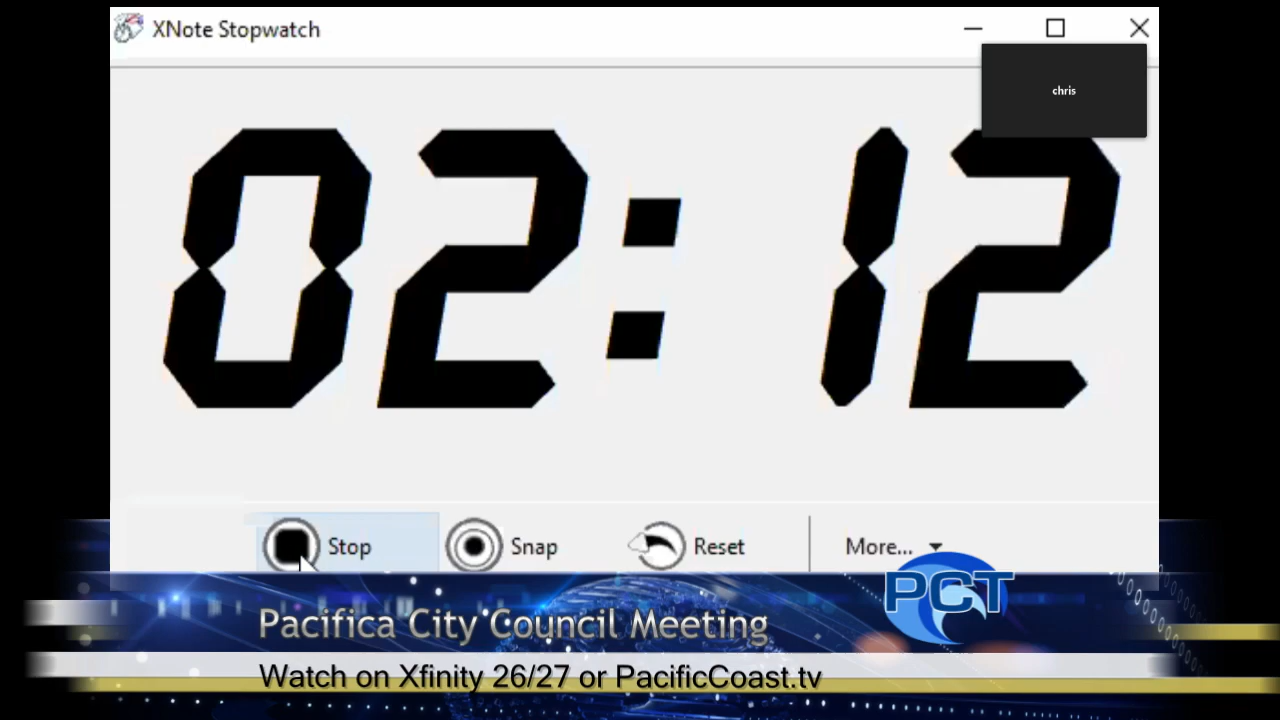 XNote Stopwatch
chris
02:12
Stop Snap Reset More...
PCT
Pacifica City Council Meeting
Watch on Xfinity 26/27 or PacificCoast.tv